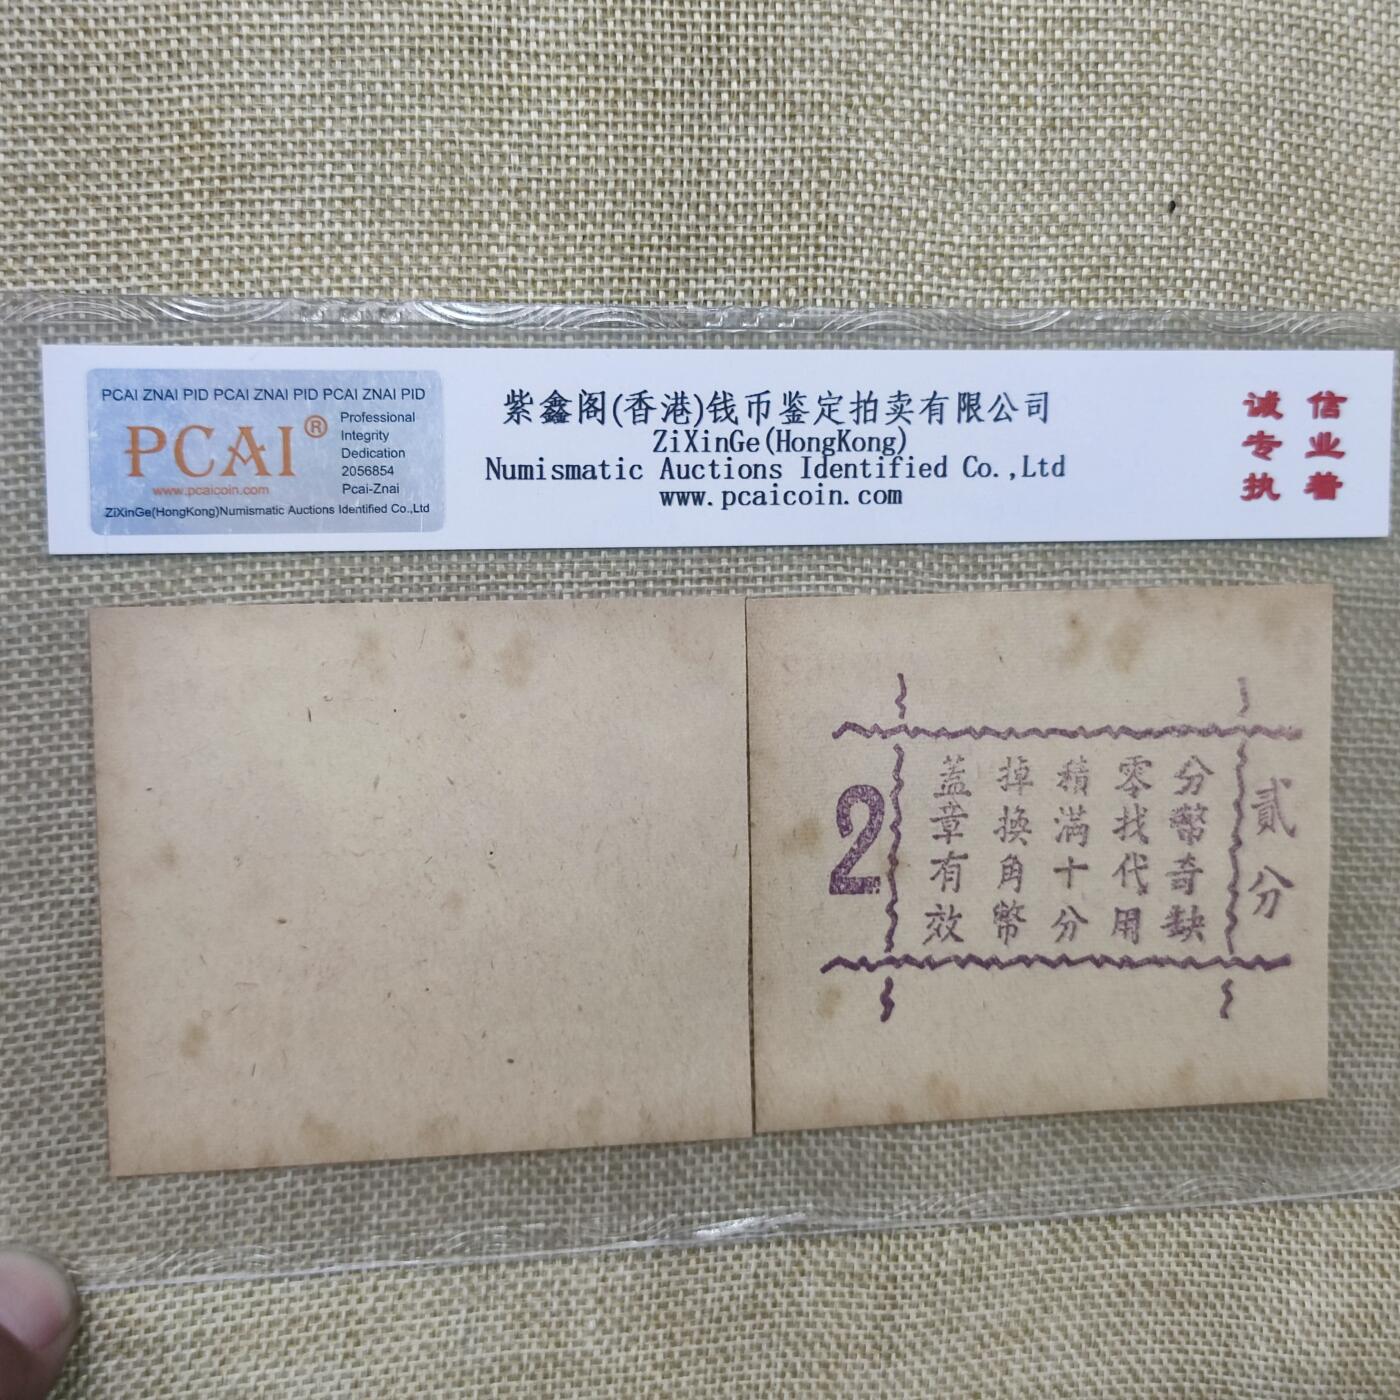 PCAI ZNAI PID PCAI ZNAI PID PCAI ZNAI PID
PCAI®
Professional
Integrity
Dedication
2056854
Pcai-Znai
www.pcaicoin.com
ZiXinGe(HongKong)Numismatic Auctions Identified Co.,Ltd
紫鑫阁(香港)钱币鉴定拍卖有限公司
ZiXinGe(HongKong)
Numismatic Auctions Identified Co.,Ltd
www.pcaicoin.com
诚信
专业
执着
貳分
分幣奇缺
零找代用
積滿十分
掉換角幣
蓋章有效
2